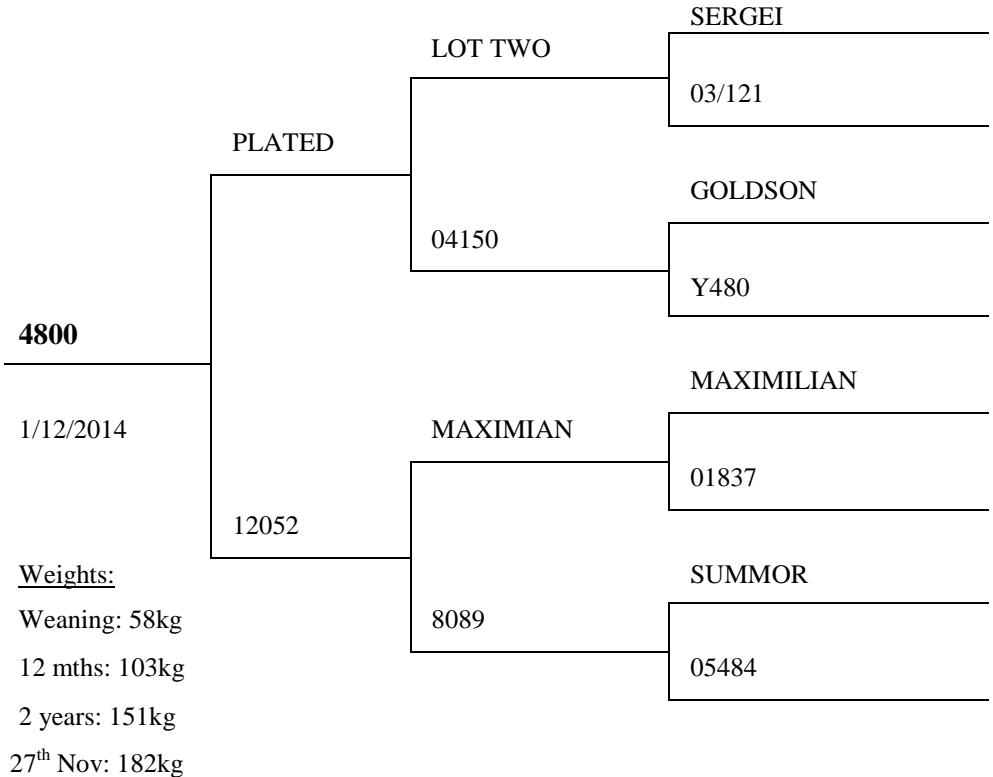 SERGEI
LOT TWO
03/121
PLATED
GOLDSON
04150
Y480
4800
MAXIMILIAN
1/12/2014
MAXIMIAN
01837
12052
SUMMOR
Weights:
Weaning: 58kg
8089
12 mths: 103kg
05484
2 years: 151kg
27th Nov: 182kg